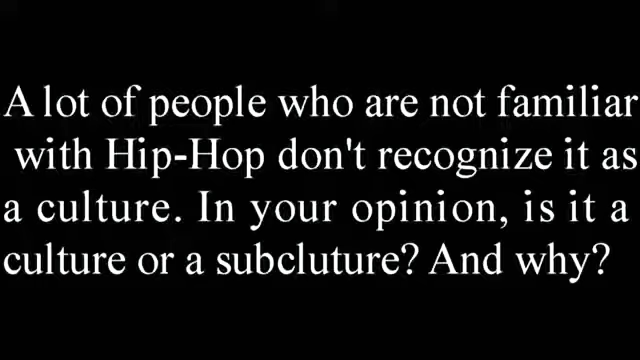 A lot of people who are not familiar
with Hip-Hop don't recognize it as
a culture. In your opinion, is it a
culture or a subcluture? And why?